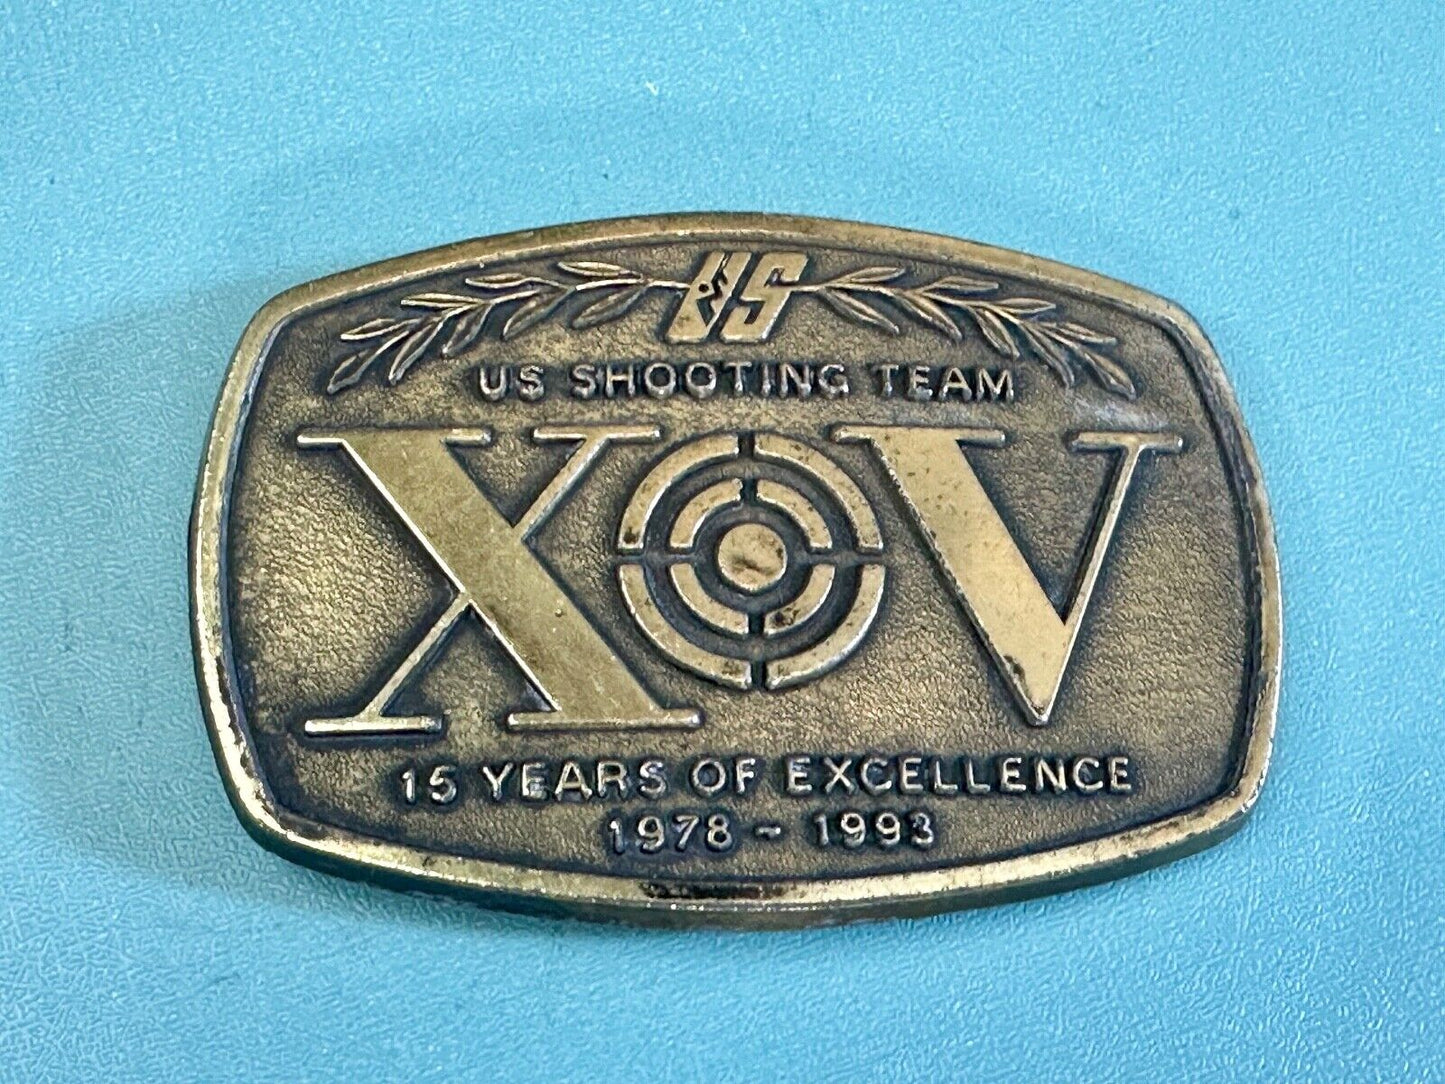 US
US SHOOTING TEAM
XV
15 YEARS OF EXCELLENCE
1978 - 1993